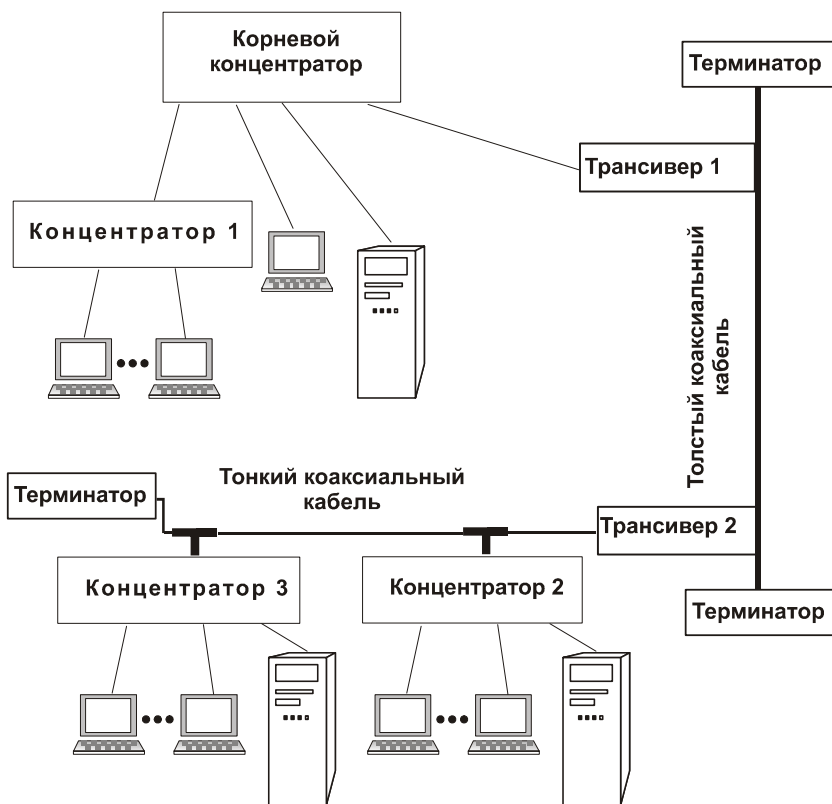 Корневой
концентратор
Терминатор
Трансивер 1
Концентратор 1
Толстый коаксиальный
кабель
Тонкий коаксиальный
кабель
Терминатор
Трансивер 2
Концентратор 3
Концентратор 2
Терминатор